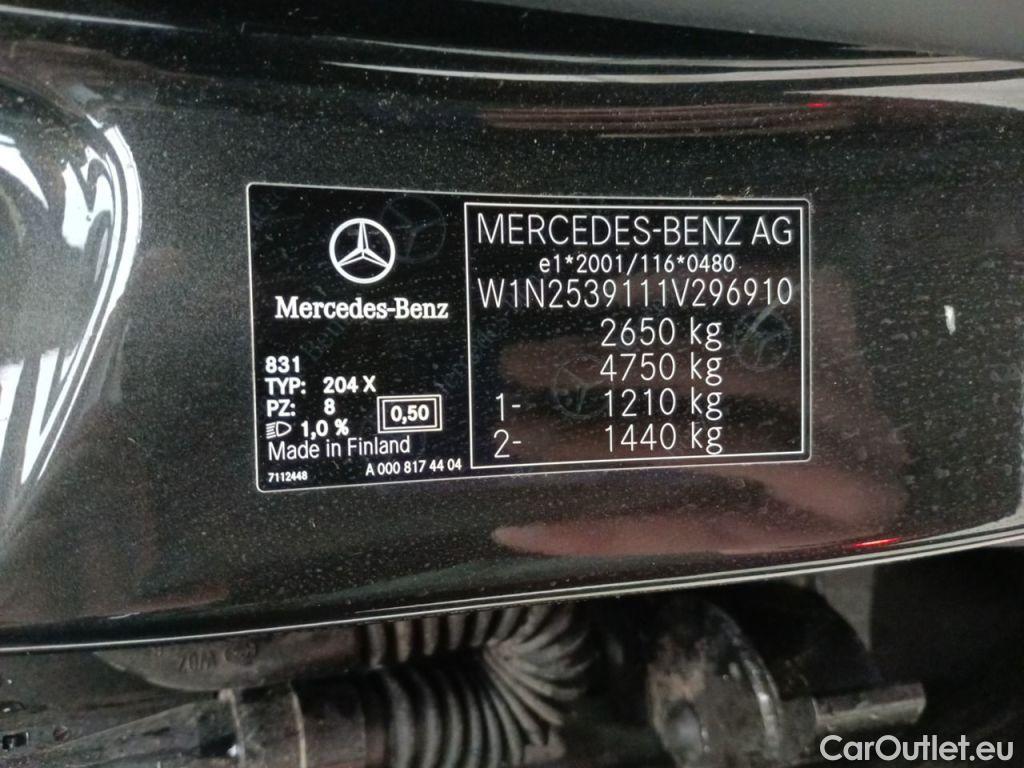 Mercedes-Benz
831
TYP: 204 X
PZ: 8
0,50
1,0 %
Made in Finland
7112448
A 000 817 44 04
MERCEDES-BENZ AG
e1*2001/116*0480
W1N2539111V296910
2650 kg
4750 kg
1- 1210 kg
2- 1440 kg
CarOutlet.eu